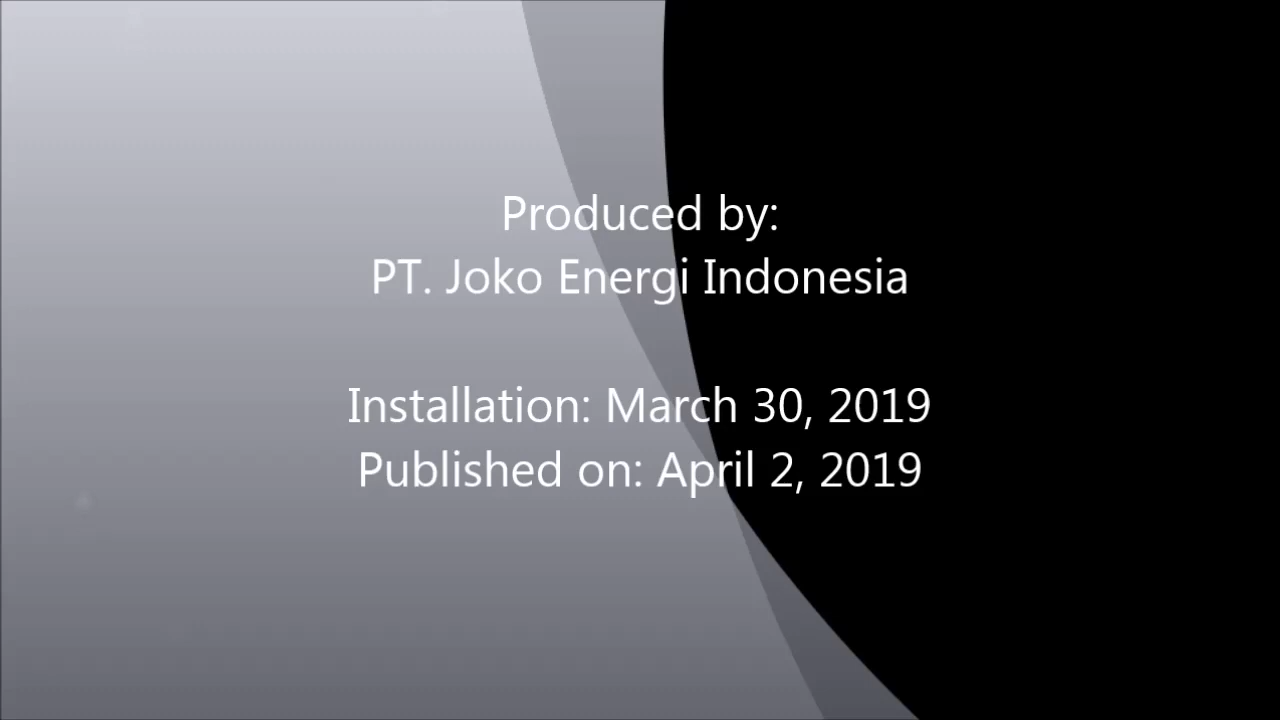 Produced by:
PT. Joko Energi Indonesia
Installation: March 30, 2019
Published on: April 2, 2019